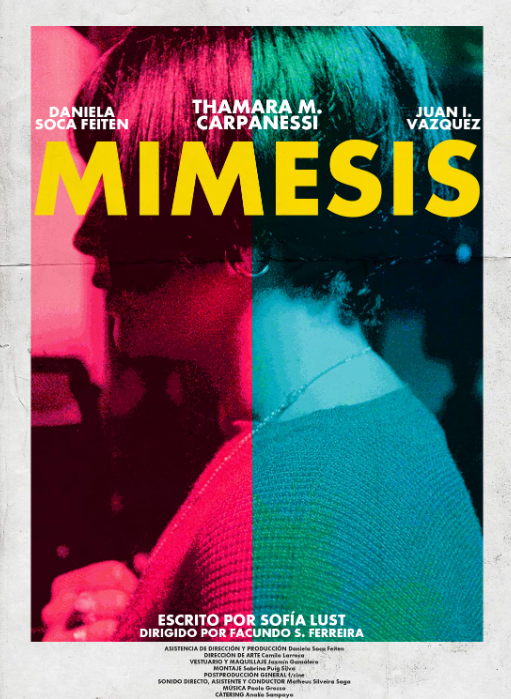 DANIELA
SOCA FEITEN
THAMARA M.
CARPANESSI
JUAN I.
VAZQUEZ
MIMESIS
ESCRITO POR SOFÍA LUST
DIRIGIDO POR FACUNDO S. FERREIRA
ASISTENCIA DE DIRECCIÓN Y PRODUCCIÓN Daniela Soca Feiten
DIRECCIÓN DE ARTE Camila Larrosa
VESTUARIO Y MAQUILLAJE Jazmín González
MONTAJE Sabrina Puig Silva
POSTPRODUCCIÓN GENERAL f/sine
SONIDO DIRECTO, ASISTENTE Y CONDUCTOR Matheus Silveira Saga
MÚSICA Paolo Grosso
CATERING Analía Sampayo